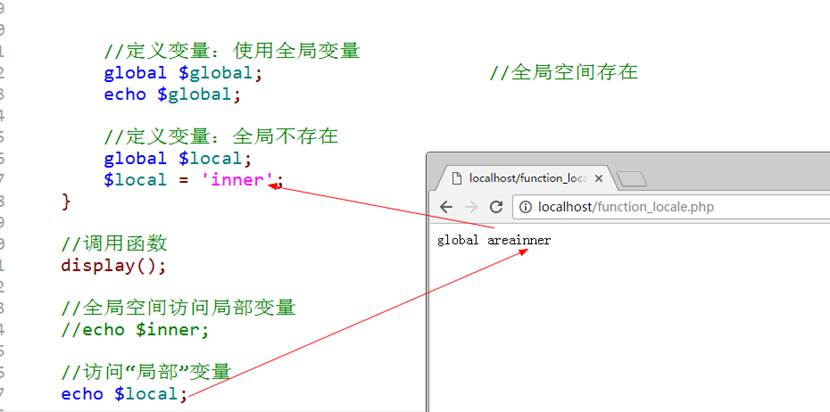 //定义变量：使用全局变量
global $global; //全局空间存在
echo $global;
//定义变量：全局不存在
global $local;
$local = 'inner';
}
//调用函数
display();
//全局空间访问局部变量
//echo $inner;
//访问“局部”变量
echo $local;
localhost/function_loca
localhost/function_locale.php
global areainner